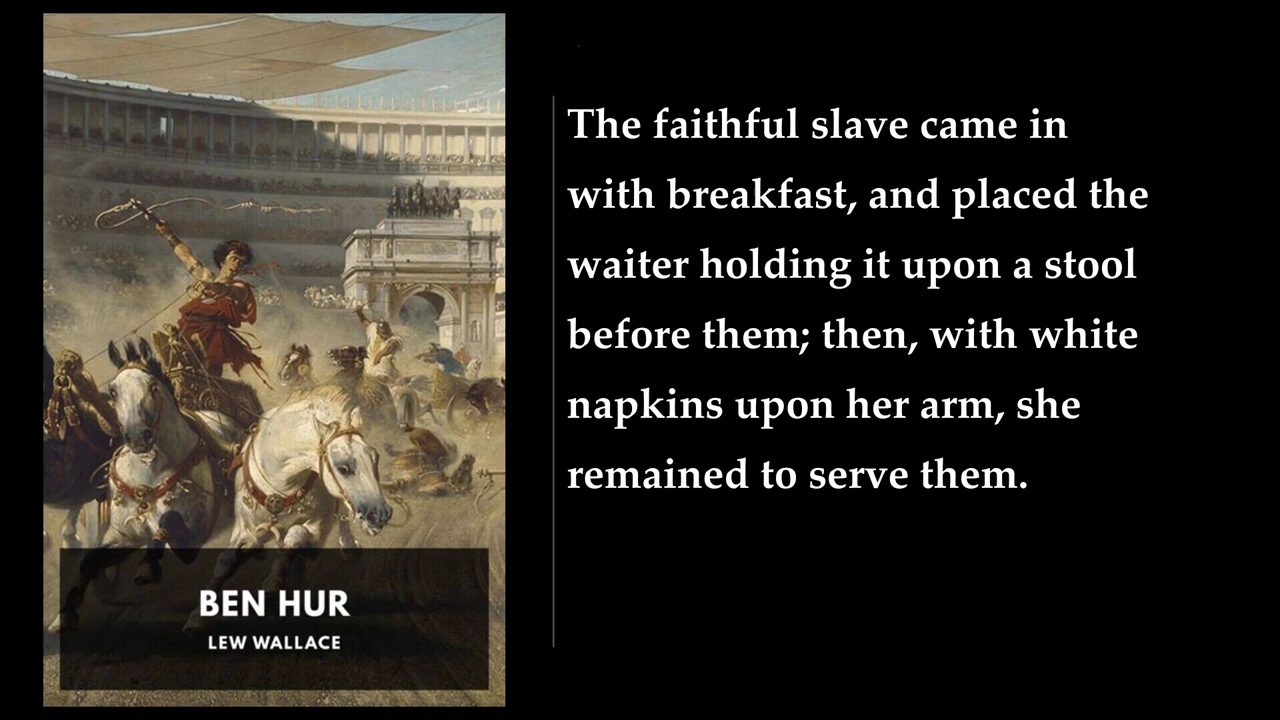 The faithful slave came in
with breakfast, and placed the
waiter holding it upon a stool
before them; then, with white
napkins upon her arm, she
remained to serve them.
BEN HUR
LEW WALLACE